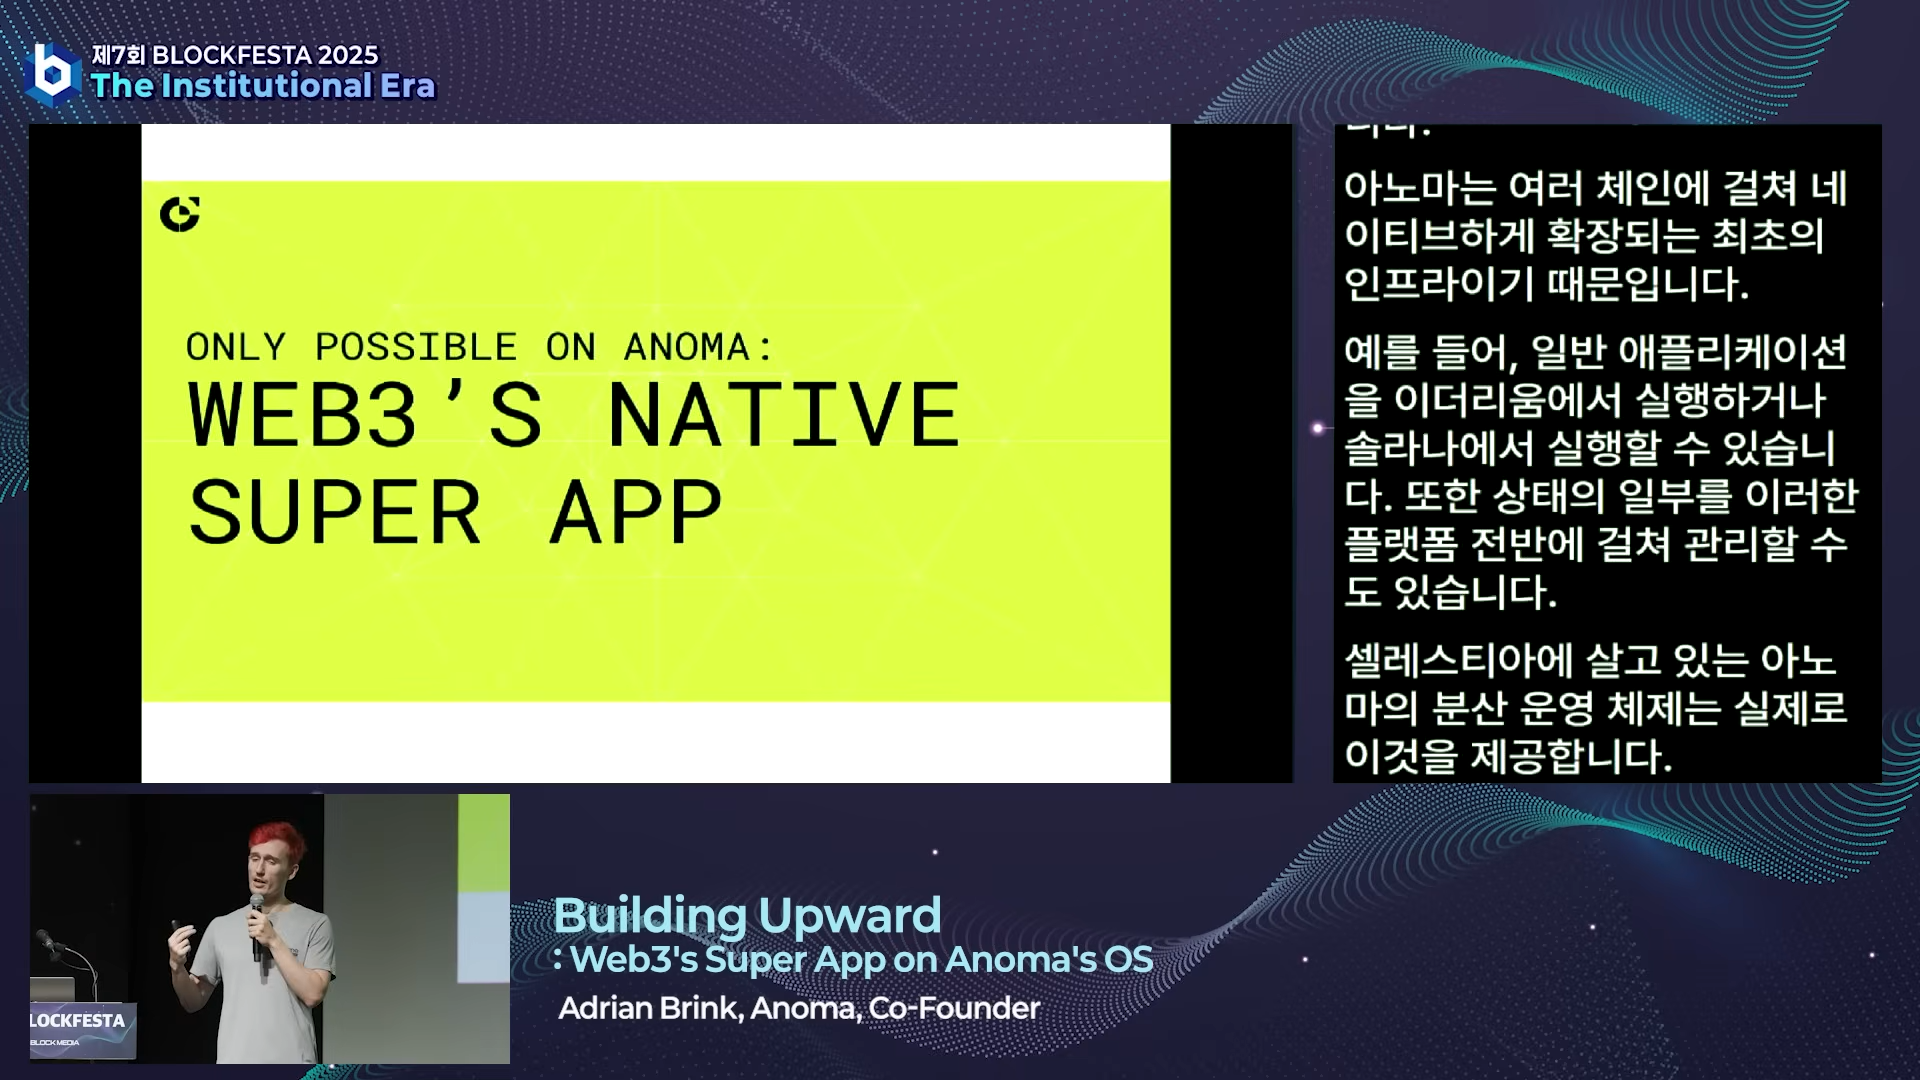 제7회 BLOCKFESTA 2025
The Institutional Era
ONLY POSSIBLE ON ANOMA:
WEB3'S NATIVE
SUPER APP
아노마는 여러 체인에 걸쳐 네
이티브하게 확장되는 최초의
인프라이기 때문입니다.
예를 들어, 일반 애플리케이션
을 이더리움에서 실행하거나
솔라나에서 실행할 수 있습니
다. 또한 상태의 일부를 이러한
플랫폼 전반에 걸쳐 관리할 수
도 있습니다.
셀레스티아에 살고 있는 아노
마의 분산 운영 체제는 실제로
이것을 제공합니다.
LOCKFESTA
BLOCK MEDIA
Building Upward
: Web3's Super App on Anoma's OS
Adrian Brink, Anoma, Co-Founder